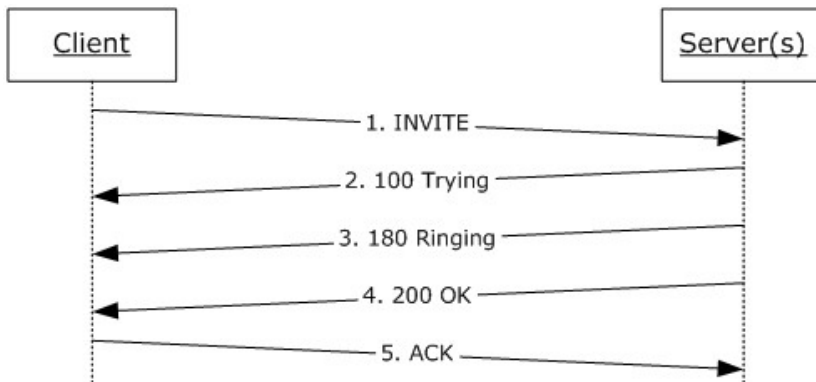 Client
Server(s)
1. INVITE
2. 100 Trying
3. 180 Ringing
4. 200 OK
5. ACK